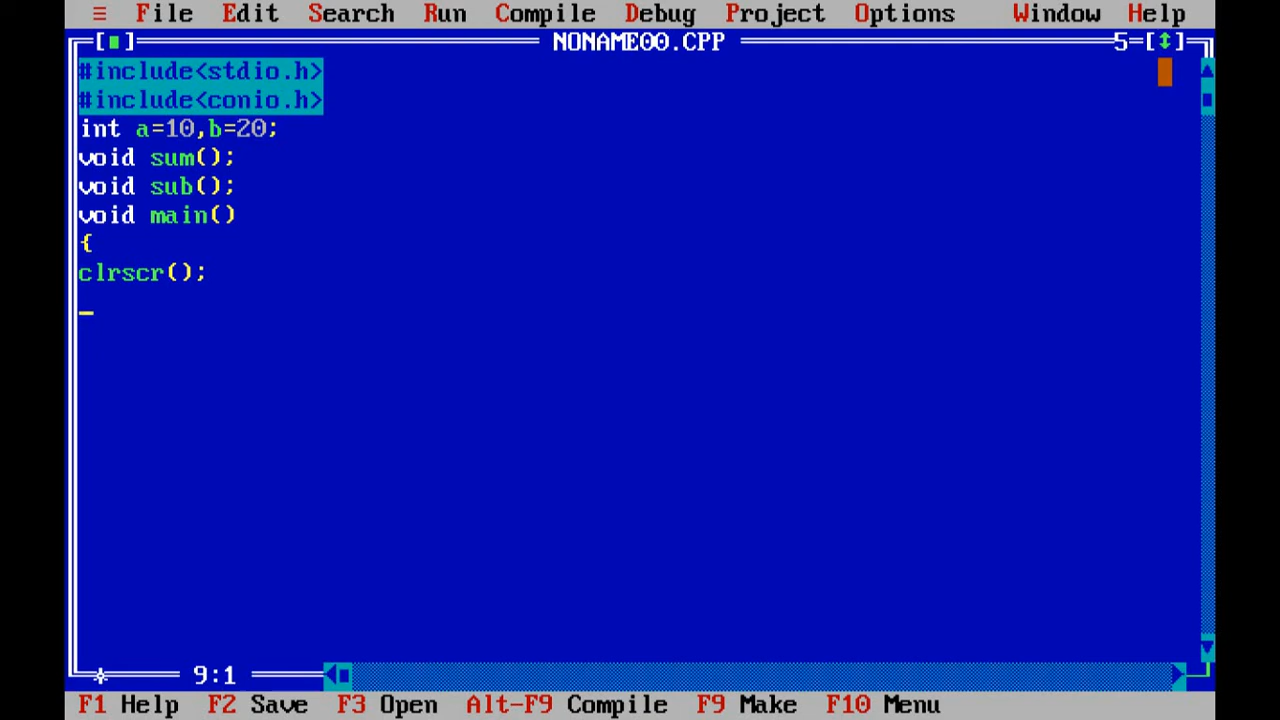 ≡ File Edit Search Run Compile Debug Project Options Window Help
[■] NONAME00.CPP 5=[↕]
#include<stdio.h>
#include<conio.h>
int a=10,b=20;
void sum();
void sub();
void main()
{
clrscr();
_
* 9:1
F1 Help F2 Save F3 Open Alt-F9 Compile F9 Make F10 Menu